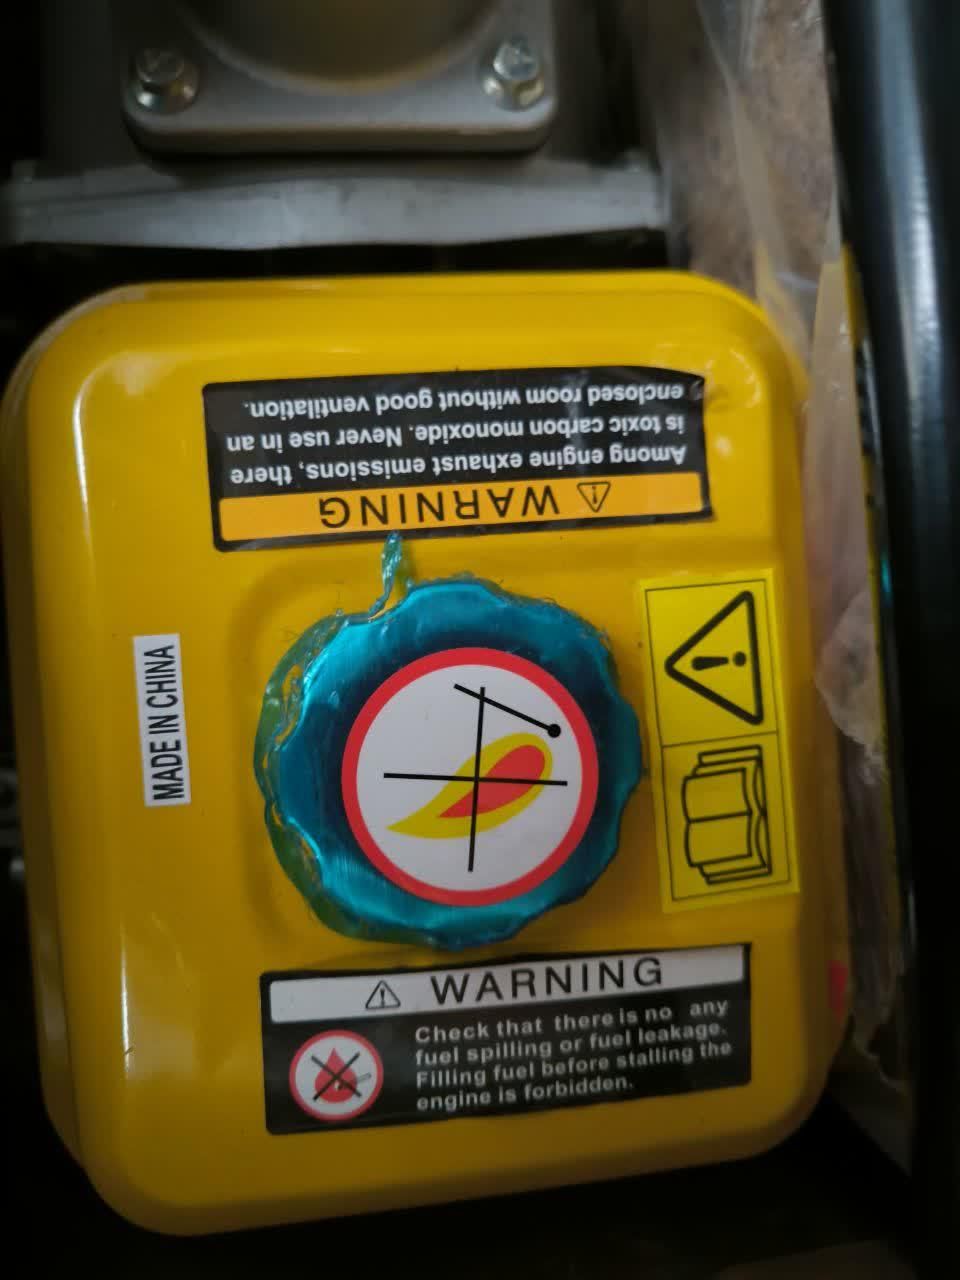 WARNING
Among engine exhaust emissions, there
is toxic carbon monoxipe. Never use in an
enclosed room without good ventilation.
MADE IN CHINA
WARNING
Check that there is no any
fuel spilling or fuel leakage.
Filling fuel before stalling the
engine is forbidden.